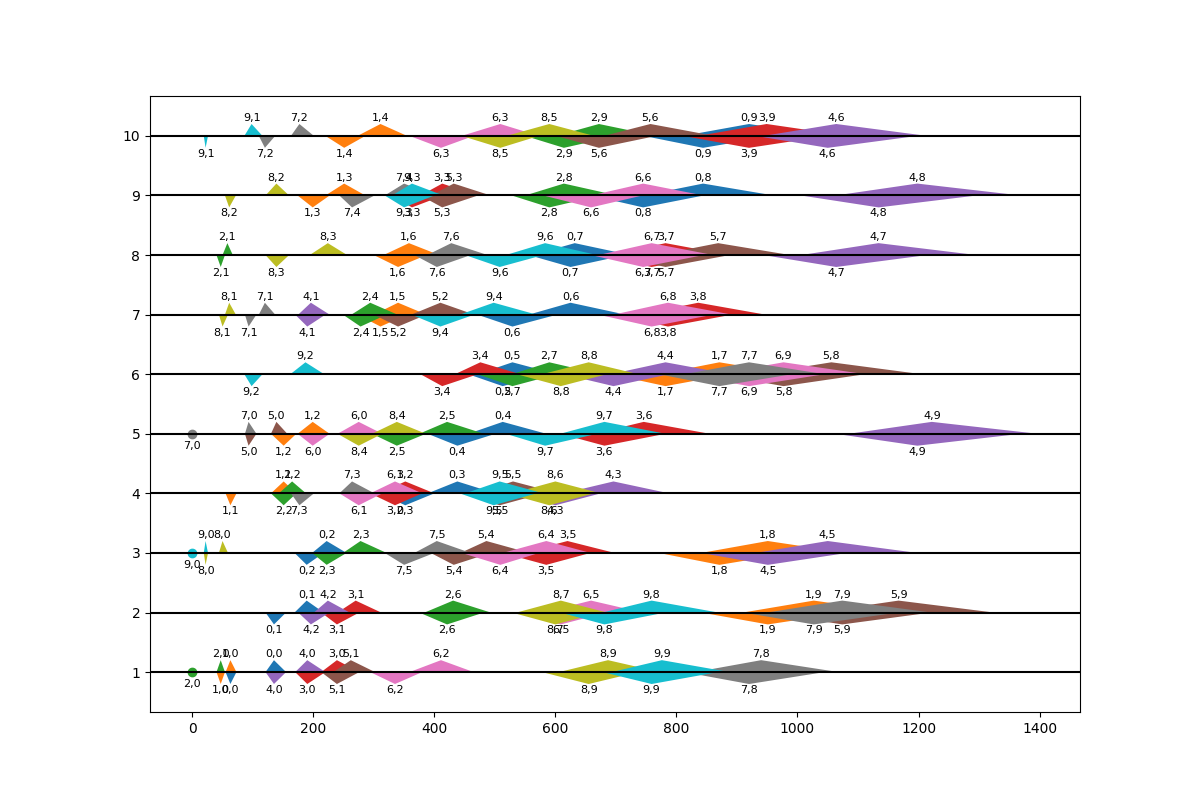 9,1 7,2 1,4 6,3 8,5 2,9 5,6 0,9 3,9 4,6
10
9,1 7,2 1,4 6,3 8,5 2,9 5,6 0,9 3,9 4,6
8,2 1,3 7,4 9,3 3,3 5,3 2,8 6,6 0,8 4,8
9
8,2 1,3 7,4 9,3 3,3 5,3 2,8 6,6 0,8 4,8
2,1 8,3 1,6 7,6 9,6 0,7 6,7 3,7 5,7 4,7
8
2,1 8,3 1,6 7,6 9,6 0,7 6,7 3,7 5,7 4,7
8,1 7,1 4,1 2,4 1,5 5,2 9,4 0,6 6,8 3,8
7
8,1 7,1 4,1 2,4 1,5 5,2 9,4 0,6 6,8 3,8
9,2 3,4 0,5 2,7 8,8 4,4 1,7 7,7 6,9 5,8
6
9,2 3,4 0,5 2,7 8,8 4,4 1,7 7,7 6,9 5,8
7,0 5,0 1,2 6,0 8,4 2,5 0,4 9,7 3,6 4,9
5
7,0 5,0 1,2 6,0 8,4 2,5 0,4 9,7 3,6 4,9
1,1 2,2 7,3 6,1 3,2 0,3 9,5 5,5 8,6 4,3
4
1,1 2,2 7,3 6,1 3,2 0,3 9,5 5,5 8,6 4,3
9,0 8,0 0,2 2,3 7,5 5,4 6,4 3,5 1,8 4,5
3
9,0 8,0 0,2 2,3 7,5 5,4 6,4 3,5 1,8 4,5
0,1 4,2 3,1 2,6 8,7 6,5 9,8 1,9 7,9 5,9
2
0,1 4,2 3,1 2,6 8,7 6,5 9,8 1,9 7,9 5,9
2,0 1,0 0,0 4,0 3,0 5,1 6,2 8,9 9,9 7,8
1
2,0 1,0 0,0 4,0 3,0 5,1 6,2 8,9 9,9 7,8
0 200 400 600 800 1000 1200 1400